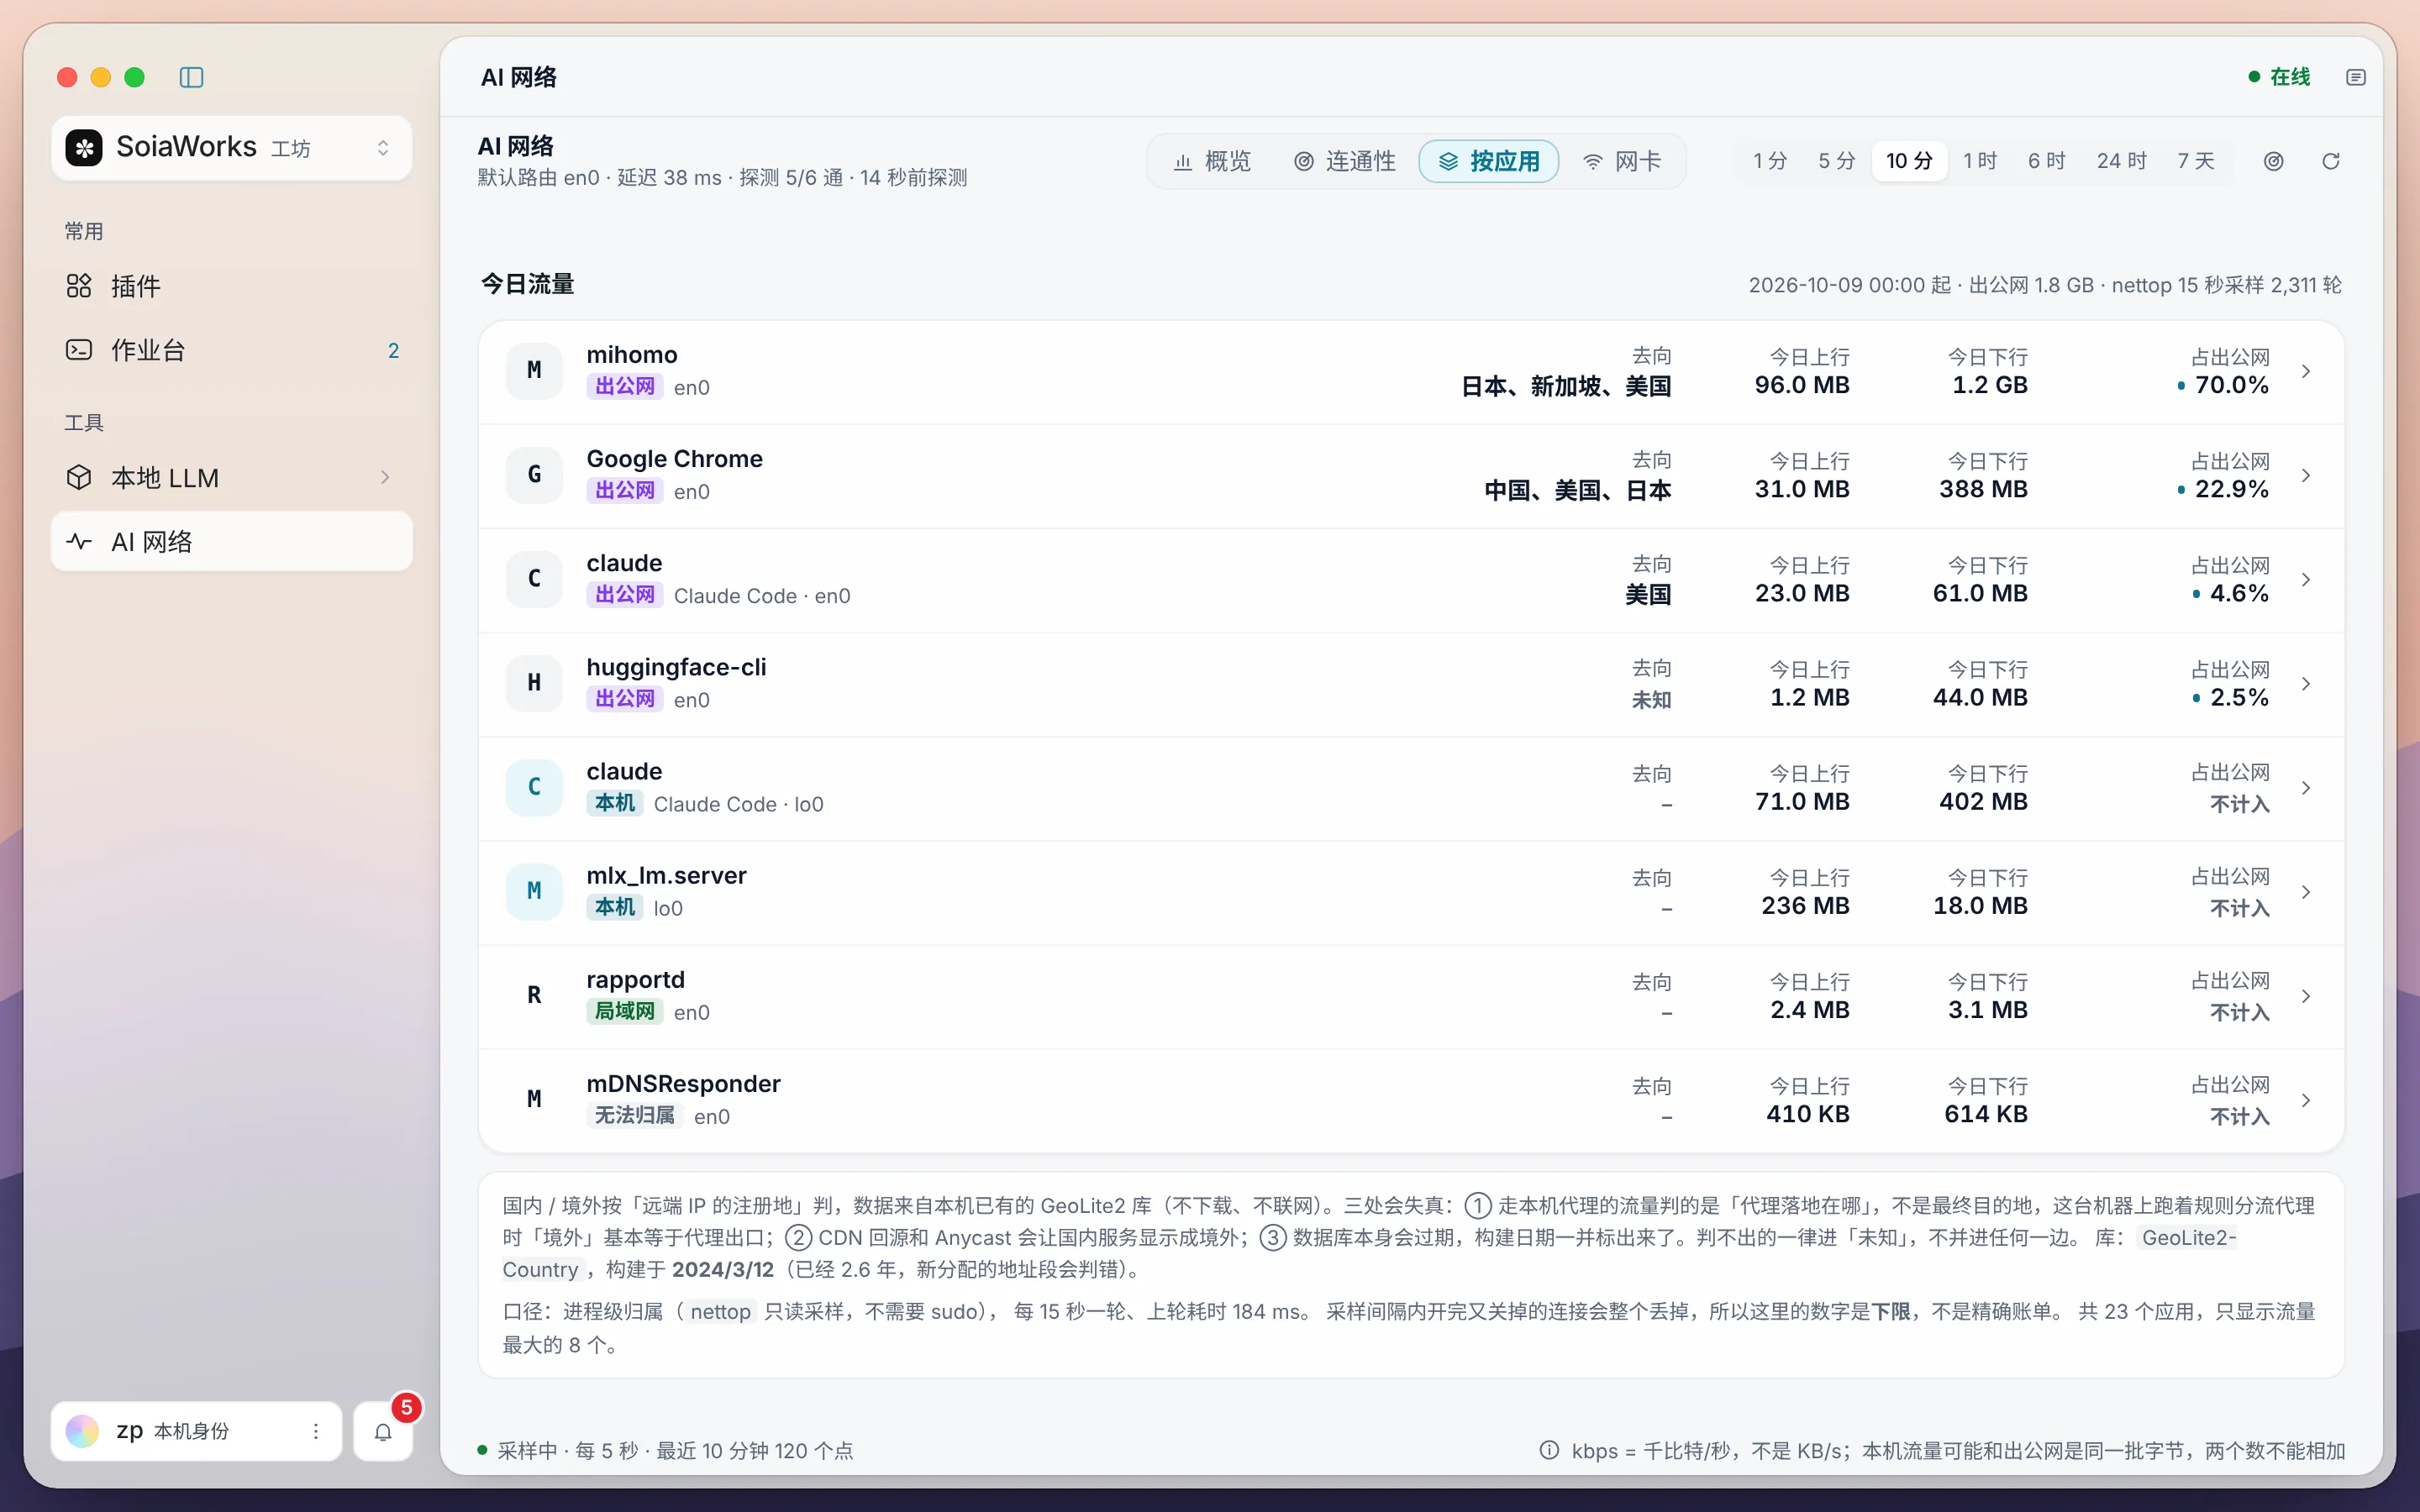 AI 网络
在线
SoiaWorks 工坊
常用
插件
作业台 2
工具
本地 LLM
AI 网络
zp 本机身份
5
AI 网络
默认路由 en0 · 延迟 38 ms · 探测 5/6 通 · 14 秒前探测
概览 连通性 按应用 网卡
1 分 5 分 10 分 1 时 6 时 24 时 7 天
今日流量
2026-10-09 00:00 起 · 出公网 1.8 GB · nettop 15 秒采样 2,311 轮
M mihomo 去向 今日上行 今日下行 占出公网
出公网 en0 日本、新加坡、美国 96.0 MB 1.2 GB 70.0%
G Google Chrome 去向 今日上行 今日下行 占出公网
出公网 en0 中国、美国、日本 31.0 MB 388 MB 22.9%
C claude 去向 今日上行 今日下行 占出公网
出公网 Claude Code · en0 美国 23.0 MB 61.0 MB 4.6%
H huggingface-cli 去向 今日上行 今日下行 占出公网
出公网 en0 未知 1.2 MB 44.0 MB 2.5%
C claude 去向 今日上行 今日下行 占出公网
本机 Claude Code · lo0 – 71.0 MB 402 MB 不计入
M mlx_lm.server 去向 今日上行 今日下行 占出公网
本机 lo0 – 236 MB 18.0 MB 不计入
R rapportd 去向 今日上行 今日下行 占出公网
局域网 en0 – 2.4 MB 3.1 MB 不计入
M mDNSResponder 去向 今日上行 今日下行 占出公网
无法归属 en0 – 410 KB 614 KB 不计入
国内 / 境外按「远端 IP 的注册地」判，数据来自本机已有的 GeoLite2 库（不下载、不联网）。三处会失真：① 走本机代理的流量判的是「代理落地在哪」，不是最终目的地，这台机器上跑着规则分流代理
时「境外」基本等于代理出口；② CDN 回源和 Anycast 会让国内服务显示成境外；③ 数据库本身会过期，构建日期一并标出来了。判不出的一律进「未知」，不并进任何一边。 库： GeoLite2-
Country ，构建于 2024/3/12（已经 2.6 年，新分配的地址段会判错）。
口径：进程级归属（ nettop 只读采样，不需要 sudo）， 每 15 秒一轮、上轮耗时 184 ms。 采样间隔内开完又关掉的连接会整个丢掉，所以这里的数字是下限，不是精确账单。 共 23 个应用，只显示流量
最大的 8 个。
采样中 · 每 5 秒 · 最近 10 分钟 120 个点
kbps = 千比特/秒，不是 KB/s；本机流量可能和出公网是同一批字节，两个数不能相加